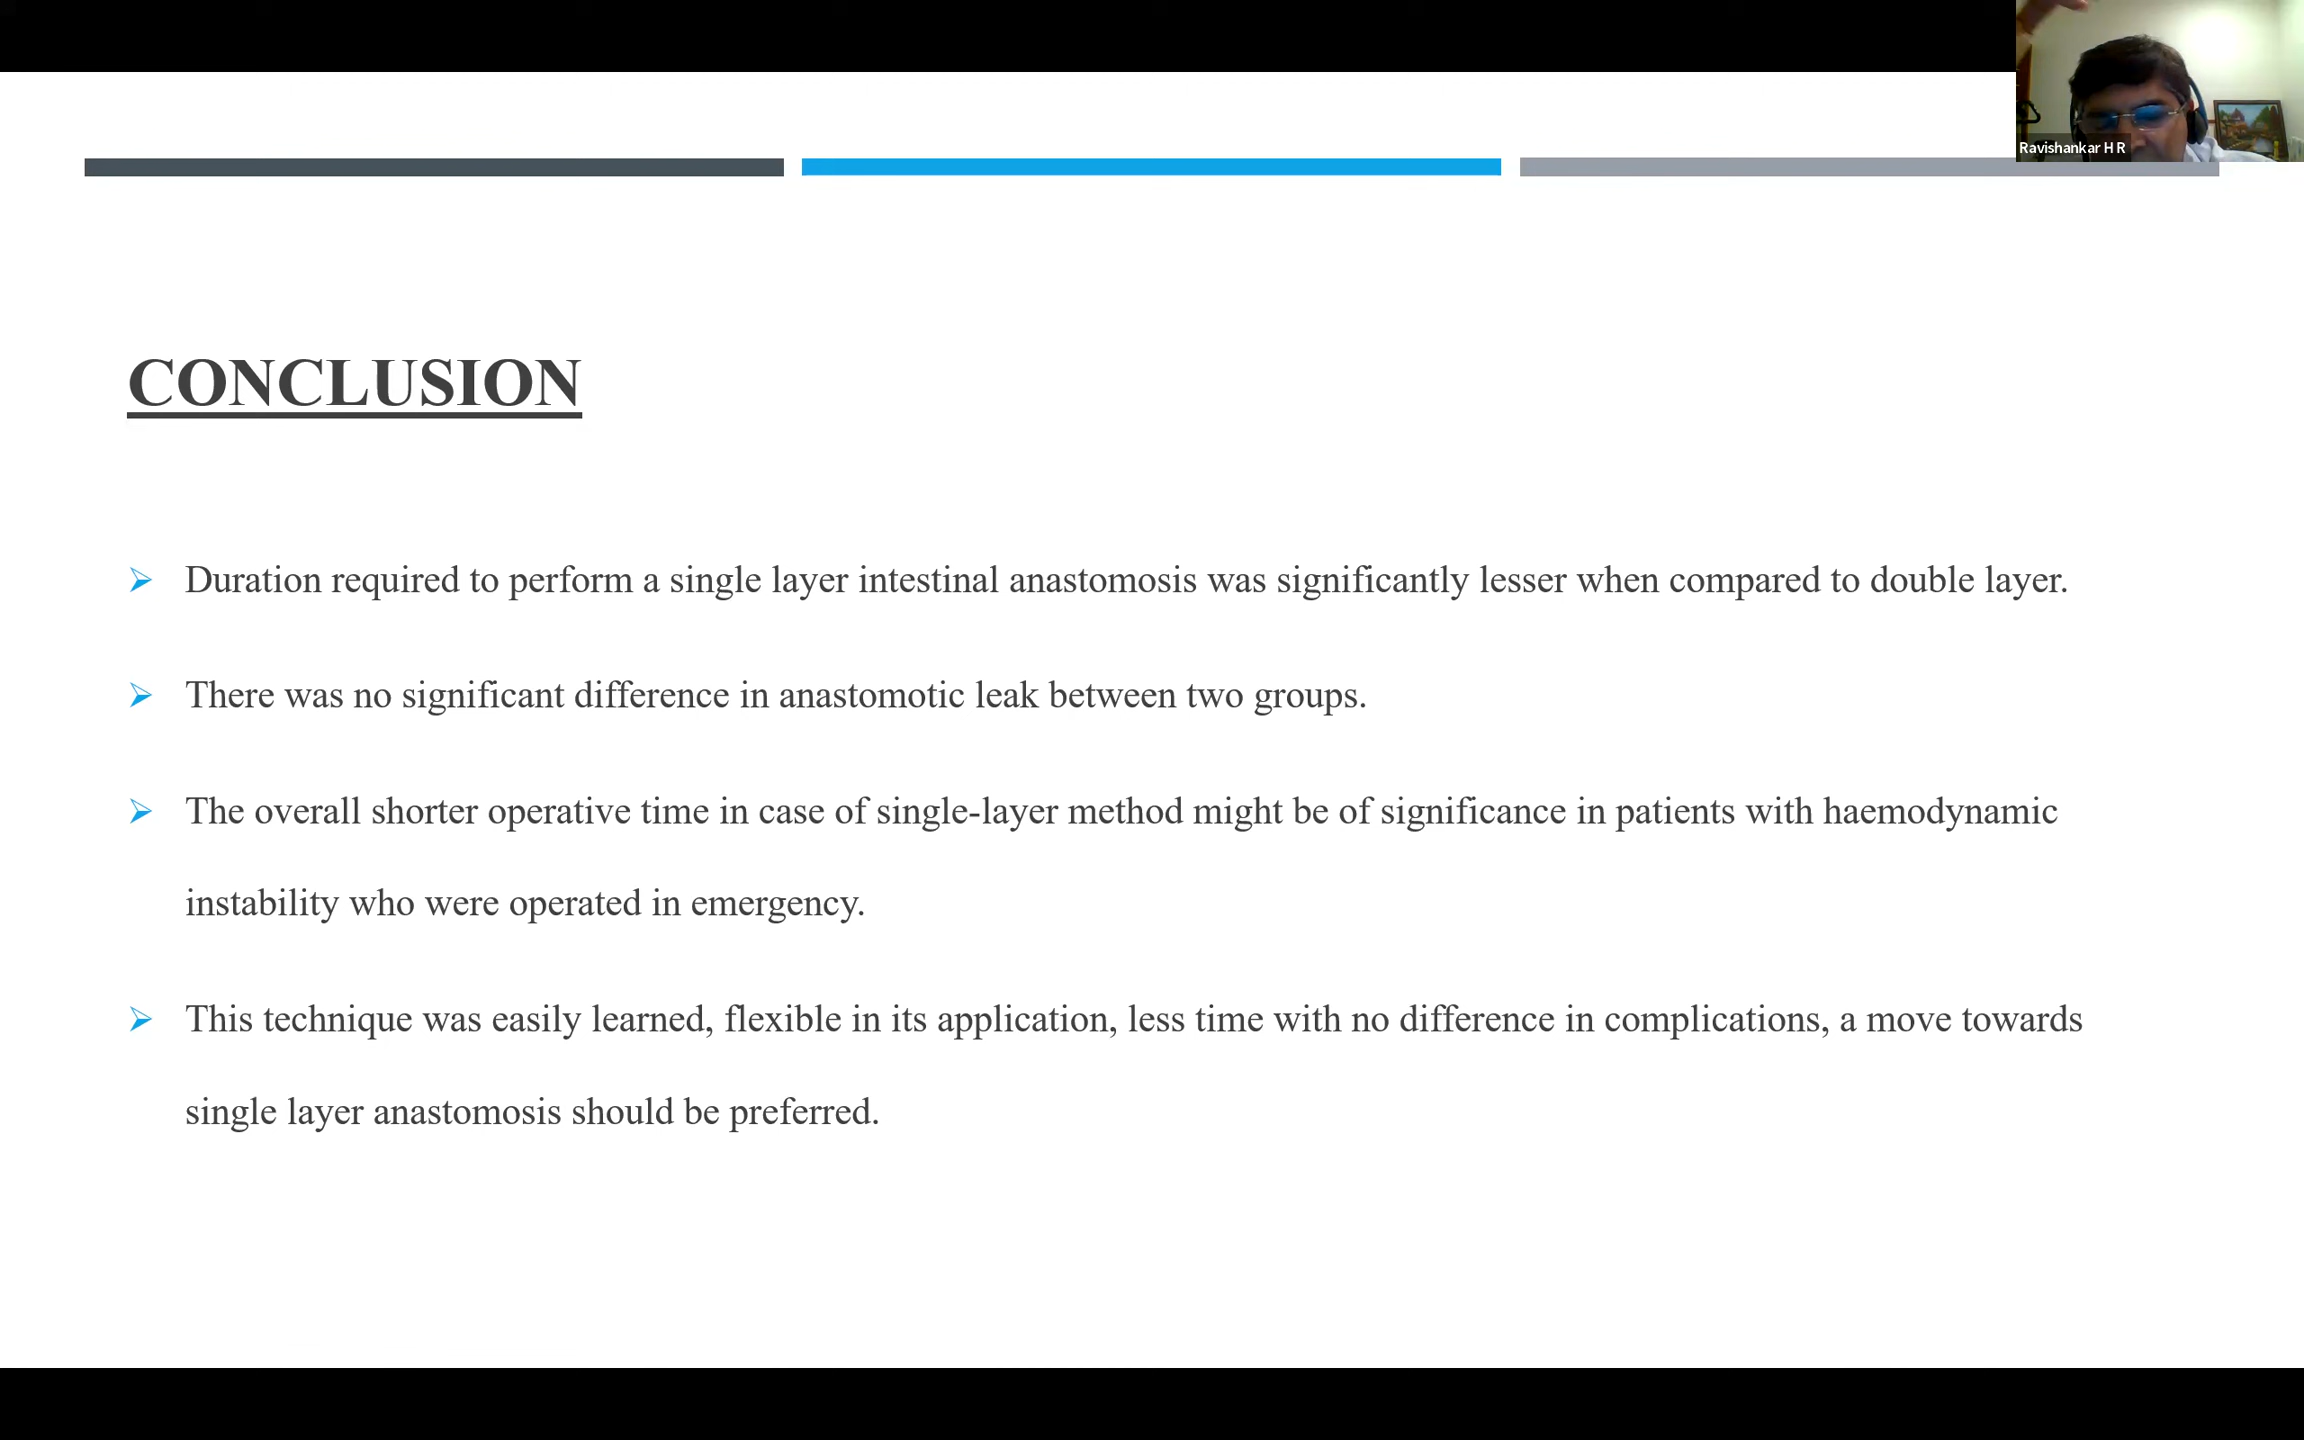 Ravishankar H R
CONCLUSION
Duration required to perform a single layer intestinal anastomosis was significantly lesser when compared to double layer.
There was no significant difference in anastomotic leak between two groups.
The overall shorter operative time in case of single-layer method might be of significance in patients with haemodynamic
instability who were operated in emergency.
This technique was easily learned, flexible in its application, less time with no difference in complications, a move towards
single layer anastomosis should be preferred.